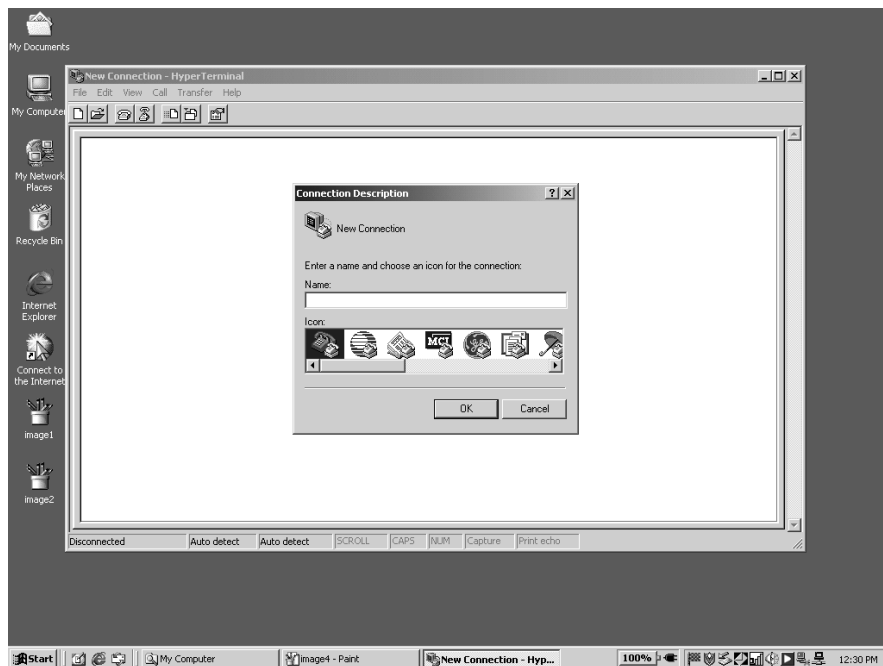 My Documents
My Computer
My Network
Places
Recycle Bin
Internet
Explorer
Connect to
the Internet
image1
image2
New Connection - HyperTerminal
File Edit View Call Transfer Help
Connection Description
New Connection
Enter a name and choose an icon for the connection:
Name:
Icon:
MCI
OK Cancel
Disconnected Auto detect Auto detect SCROLL CAPS NUM Capture Print echo
Start My Computer image4 - Paint New Connection - Hyp... 100% 12:30 PM